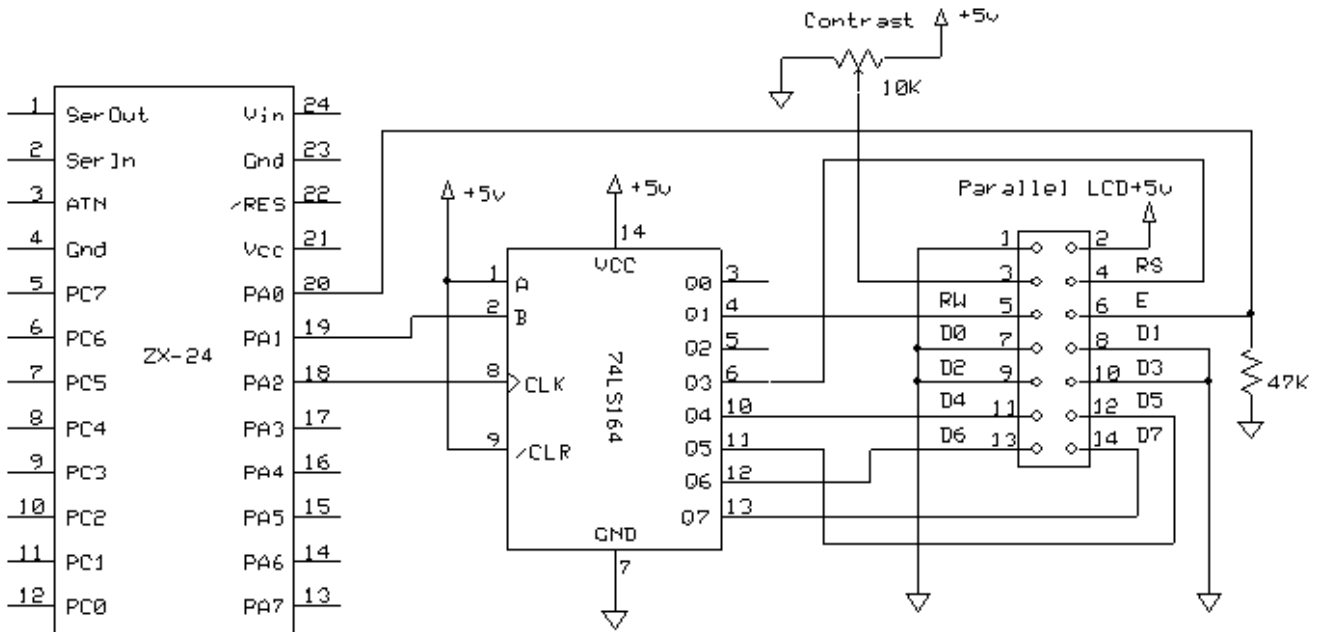 Contrast +5v
10K
1 SerOut Vin 24
2 SerIn Gnd 23
3 ATN /RES 22
4 Gnd Vcc 21
5 PC7 PA0 20
6 PC6 PA1 19
ZX-24
7 PC5 PA2 18
8 PC4 PA3 17
9 PC3 PA4 16
10 PC2 PA5 15
11 PC1 PA6 14
12 PC0 PA7 13
+5v
+5v
14
VCC
1 A Q0 3
2 B Q1 4
Q2 5
8 CLK Q3 6
74LS164
Q4 10
9 /CLR Q5 11
Q6 12
Q7 13
GND
7
Parallel LCD+5v
1 2
3 4 RS
RW 5 6 E
D0 7 8 D1
D2 9 10 D3
D4 11 12 D5
D6 13 14 D7
47K